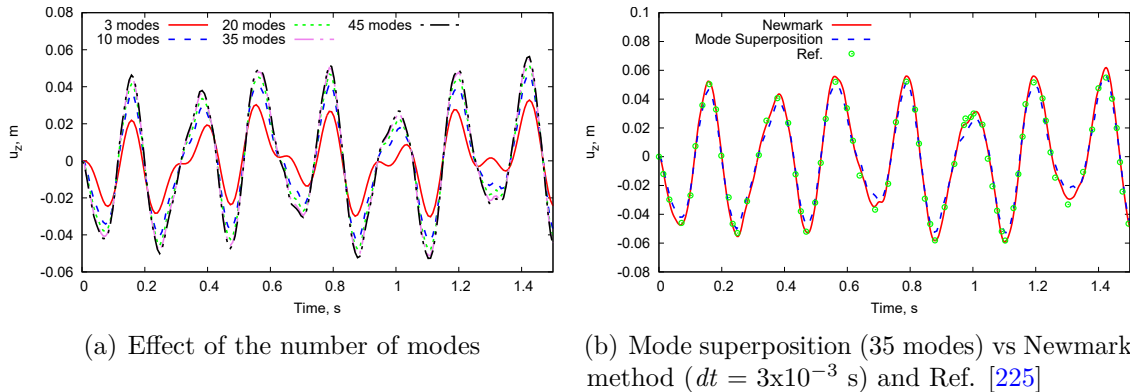 3 modes 20 modes 45 modes
10 modes 35 modes
0.06
0.04
0.02
0
-0.02
-0.04
-0.06
u_z, m
0 0.2 0.4 0.6 0.8 1 1.2 1.4
Time, s
(a) Effect of the number of modes
Newmark
Mode Superposition
Ref.
0.1
0.08
0.06
0.04
0.02
0
-0.02
-0.04
-0.06
-0.08
u_z, m
0 0.2 0.4 0.6 0.8 1 1.2 1.4
Time, s
(b) Mode superposition (35 modes) vs Newmark
method (dt = 3x10⁻³ s) and Ref. [225]